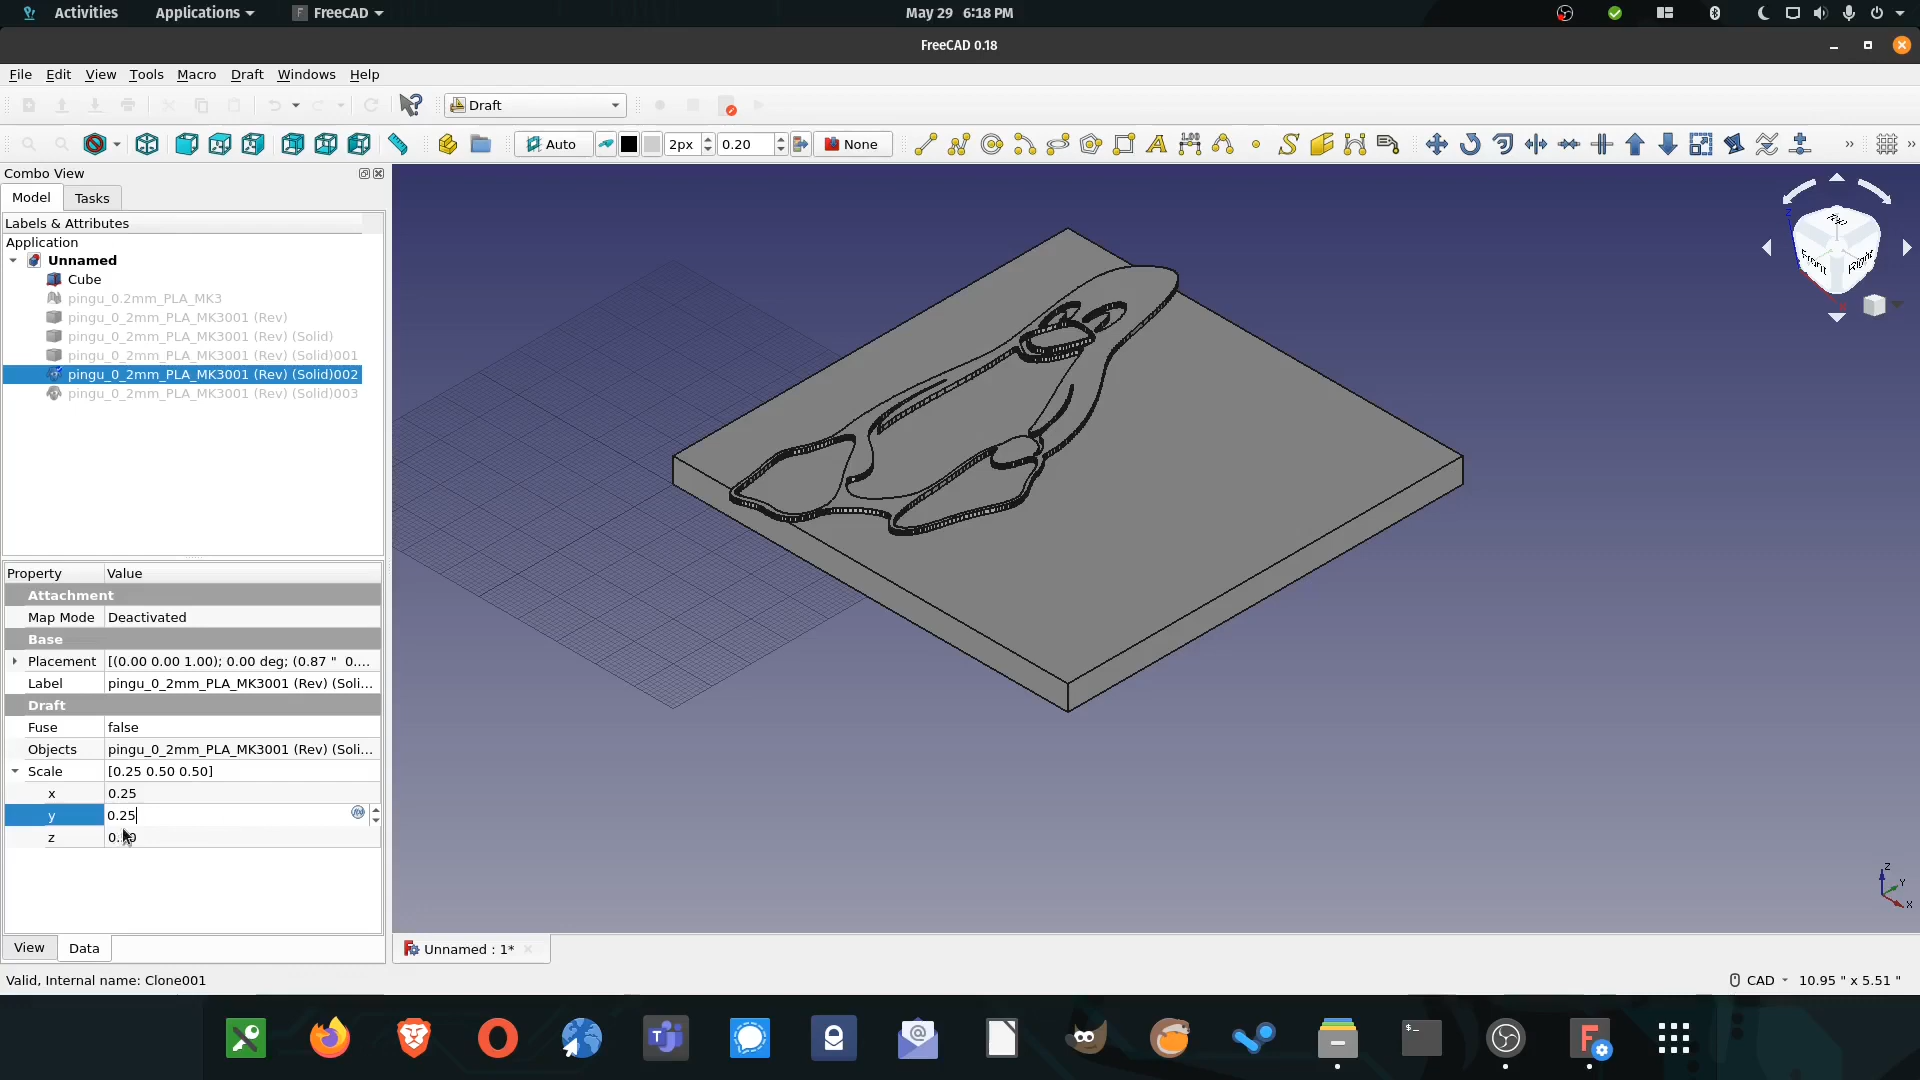 Activities
Applications
FreeCAD
May 29 6:18 PM
FreeCAD 0.18
File Edit View Tools Macro Draft Windows Help
Draft
Auto
2px
0.20
None
Combo View
Model
Tasks
Labels & Attributes
Application
Unnamed
Cube
pingu_0.2mm_PLA_MK3
pingu_0_2mm_PLA_MK3001 (Rev)
pingu_0_2mm_PLA_MK3001 (Rev) (Solid)
pingu_0_2mm_PLA_MK3001 (Rev) (Solid)001
pingu_0_2mm_PLA_MK3001 (Rev) (Solid)002
pingu_0_2mm_PLA_MK3001 (Rev) (Solid)003
Top
Front
Right
Property Value
Attachment
Map Mode Deactivated
Base
Placement [(0.00 0.00 1.00); 0.00 deg; (0.87 " 0....
Label pingu_0_2mm_PLA_MK3001 (Rev) (Soli...
Draft
Fuse false
Objects pingu_0_2mm_PLA_MK3001 (Rev) (Soli...
Scale [0.25 0.50 0.50]
x 0.25
y 0.25
z
Z
Y
X
View
Data
Unnamed : 1*
Valid, Internal name: Clone001
CAD
10.95 " x 5.51 "